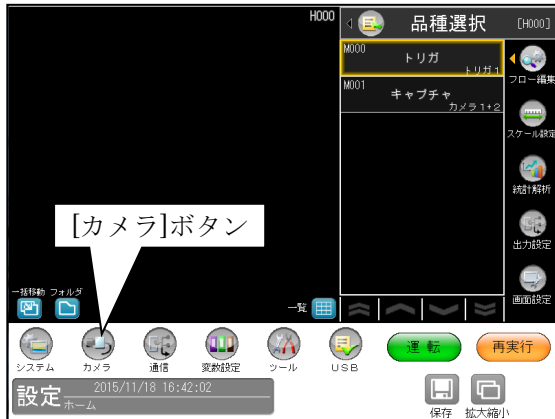 H000
品種選択
[H000]
M000
トリガ
トリガ1
M001
キャプチャ
カメラ1+2
フロー編集
スケール設定
統計解析
出力設定
画面設定
[カメラ]ボタン
一括移動 フォルダ
一覧
システム カメラ 通信 変数設定 ツール USB
運転
再実行
設定
2015/11/18 16:42:02
ホーム
保存 拡大縮小